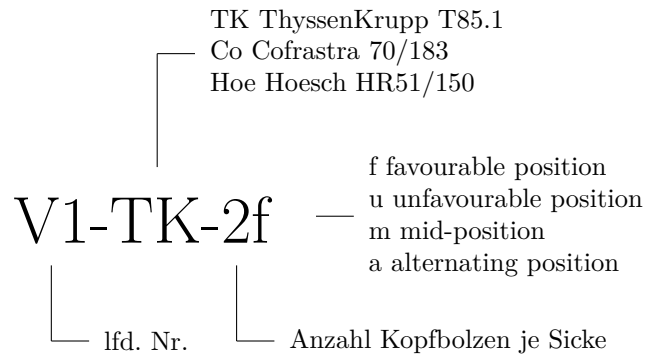 TK ThyssenKrupp T85.1
Co Cofrastra 70/183
Hoe Hoesch HR51/150
f favourable position
u unfavourable position
m mid-position
a alternating position
V1-TK-2f
lfd. Nr.
Anzahl Kopfbolzen je Sicke